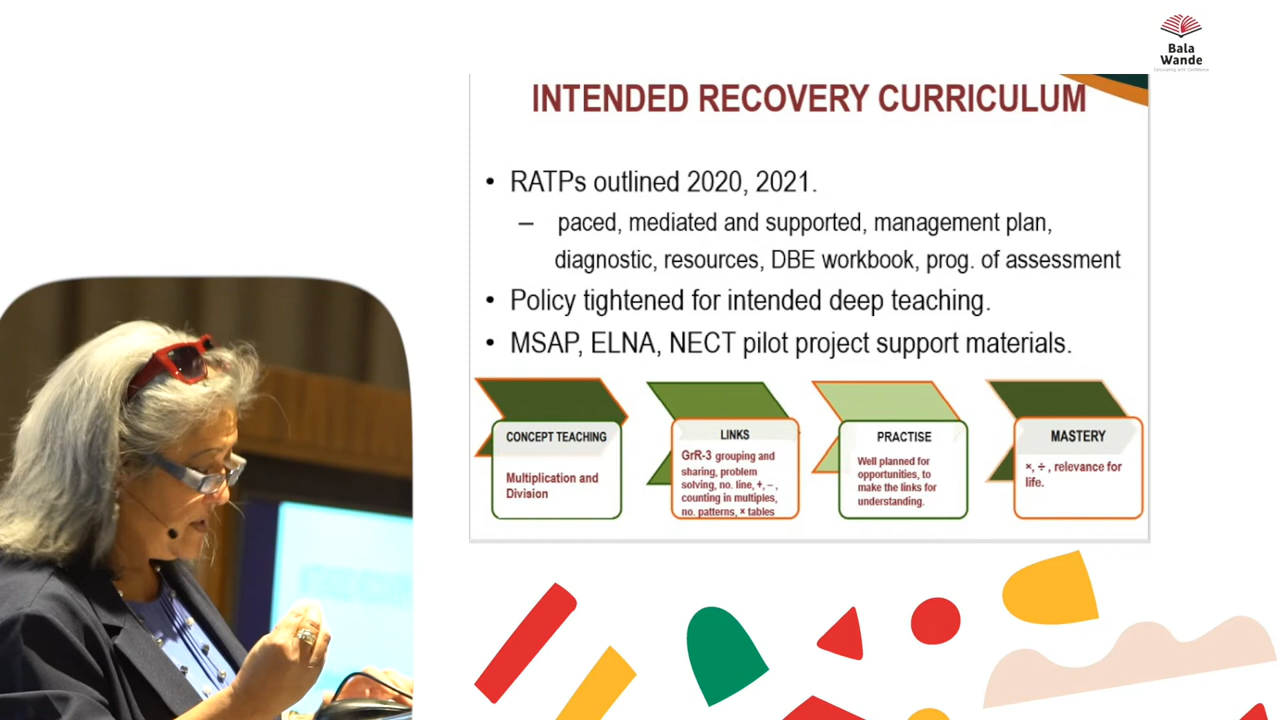 Bala
Wande
INTENDED RECOVERY CURRICULUM
• RATPs outlined 2020, 2021.
– paced, mediated and supported, management plan,
diagnostic, resources, DBE workbook, prog. of assessment
• Policy tightened for intended deep teaching.
• MSAP, ELNA, NECT pilot project support materials.
CONCEPT TEACHING
Multiplication and
Division
LINKS
GrR-3 grouping and
sharing, problem
solving, no. line, +, – ,
counting in multiples,
no. patterns, × tables
PRACTISE
Well planned for
opportunities, to
make the links for
understanding.
MASTERY
×, ÷ , relevance for
life.